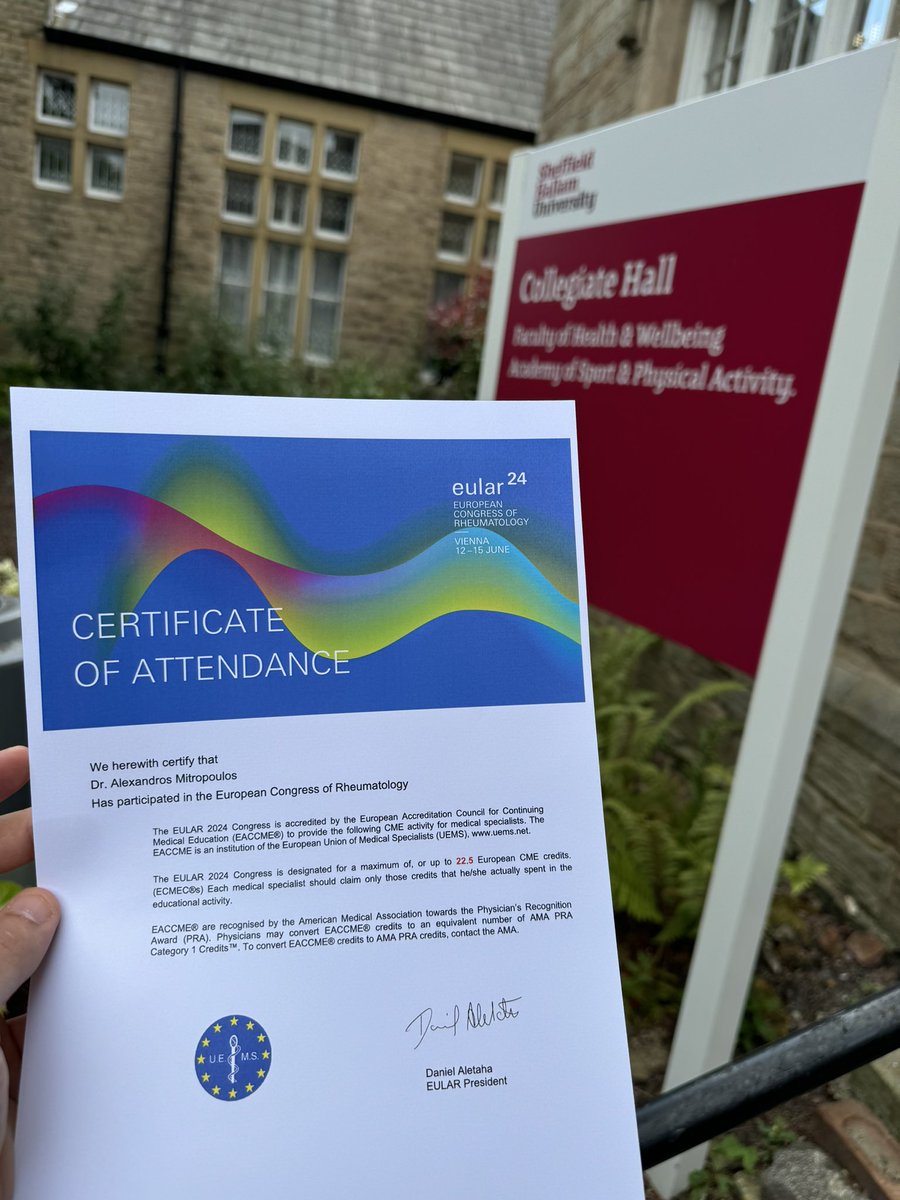 Sheffield
Hallam
University
Collegiate Hall
Faculty of Health & Wellbeing
Academy of Sport & Physical Activity.
eular24
EUROPEAN
CONGRESS OF
RHEUMATOLOGY
VIENNA
12–15 JUNE
CERTIFICATE
OF ATTENDANCE
We herewith certify that
Dr. Alexandros Mitropoulos
Has participated in the European Congress of Rheumatology
The EULAR 2024 Congress is accredited by the European Accreditation Council for Continuing
Medical Education (EACCME®) to provide the following CME activity for medical specialists. The
EACCME is an institution of the European Union of Medical Specialists (UEMS), www.uems.net.
The EULAR 2024 Congress is designated for a maximum of, or up to 22.5 European CME credits.
(ECMEC®s) Each medical specialist should claim only those credits that he/she actually spent in the
educational activity.
EACCME® are recognised by the American Medical Association towards the Physician's Recognition
Award (PRA). Physicians may convert EACCME® credits to an equivalent number of AMA PRA
Category 1 Credits™. To convert EACCME® credits to AMA PRA credits, contact the AMA.
U.E.M.S.
Daniel Aletaha
Daniel Aletaha
EULAR President